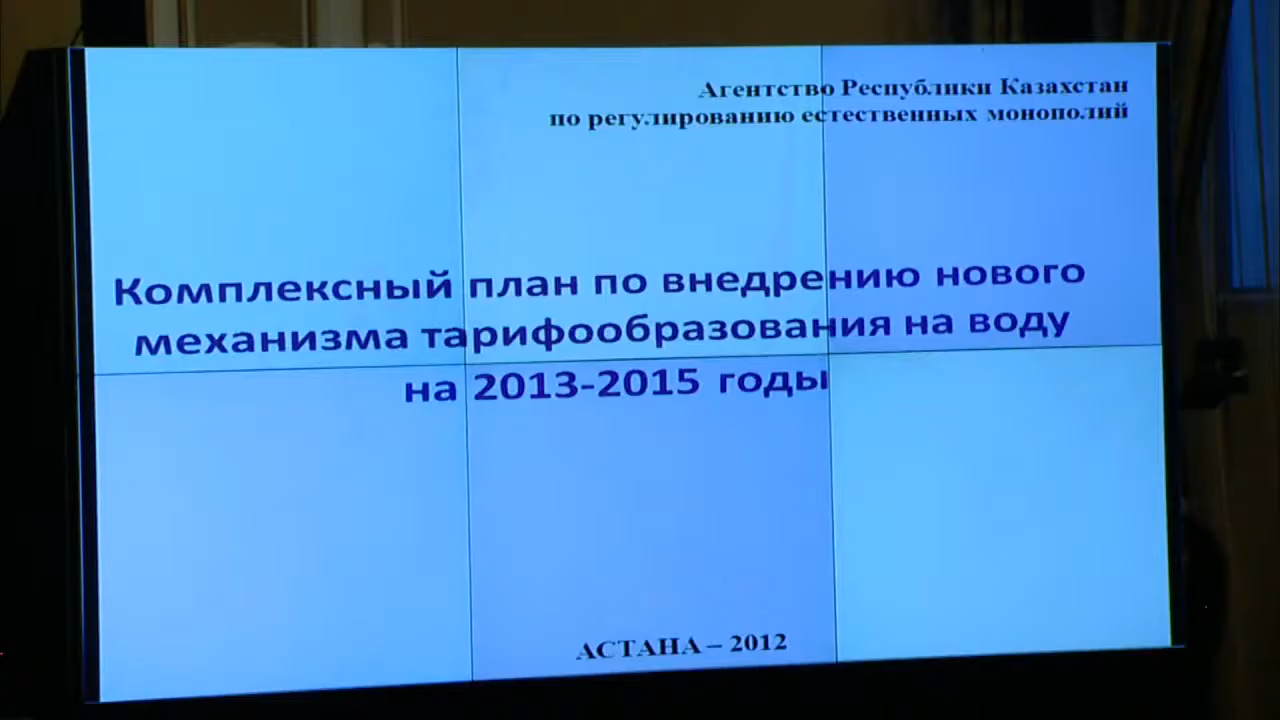 Агентство Республики Казахстан
по регулированию естественных монополий
Комплексный план по внедрению нового
механизма тарифообразования на воду
на 2013-2015 годы
АСТАНА – 2012